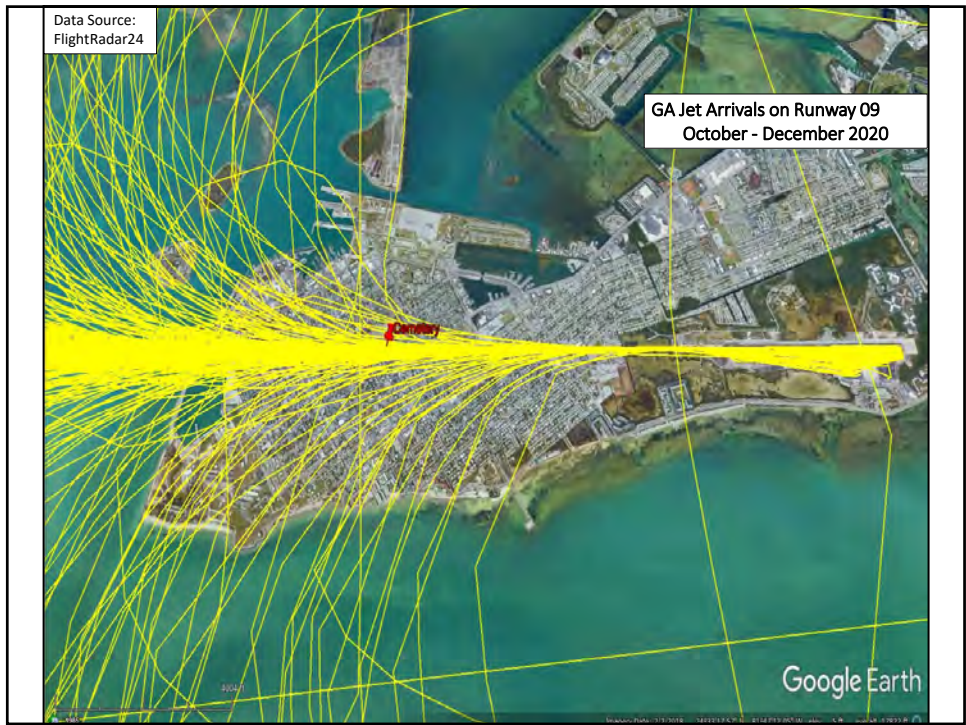 Data Source:
FlightRadar24
GA Jet Arrivals on Runway 09
October - December 2020
Cemetery
Google Earth